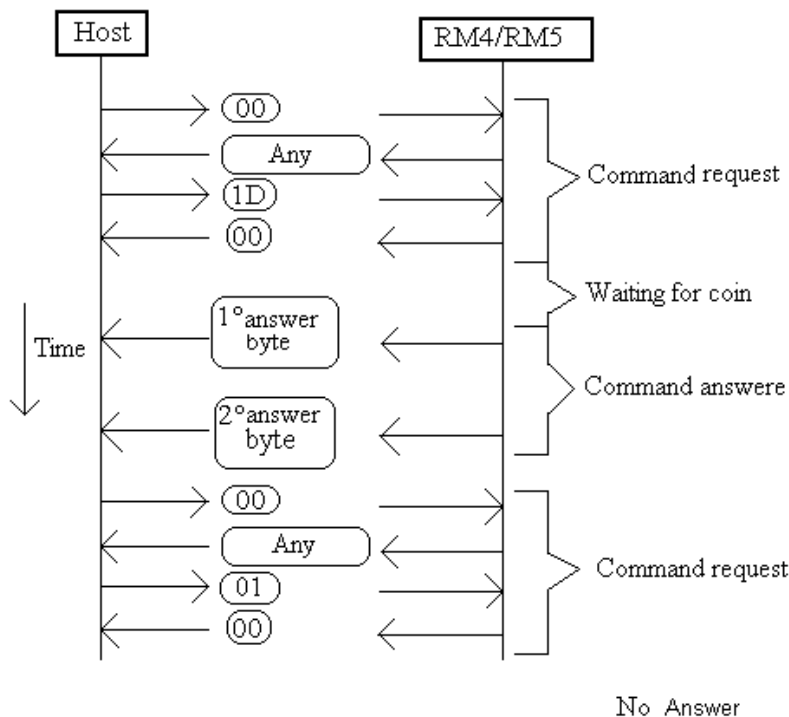 Host
RM4/RM5
00
Any
Command request
1D
00
Waiting for coin
1°answer
byte
Time
Command answere
2°answer
byte
00
Any
Command request
01
00
No Answer